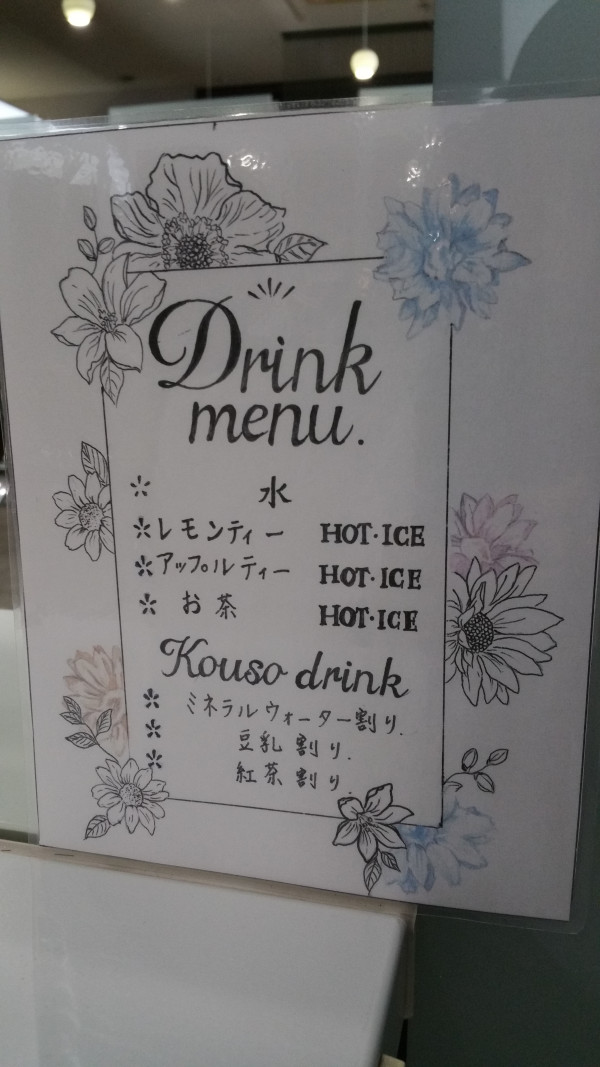 Drink
menu.
水
レモンティー HOT・ICE
アップルティー HOT・ICE
お茶 HOT・ICE
Kouso drink
ミネラルウォーター割り.
豆乳割り.
紅茶割り.